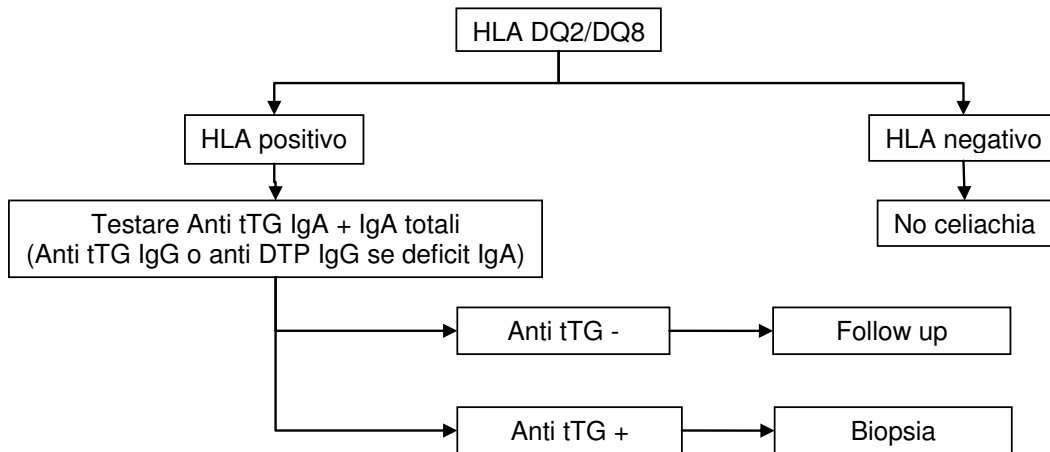 HLA DQ2/DQ8
HLA positivo
HLA negativo
Testare Anti tTG IgA + IgA totali
(Anti tTG IgG o anti DTP IgG se deficit IgA)
No celiachia
Anti tTG -
Follow up
Anti tTG +
Biopsia